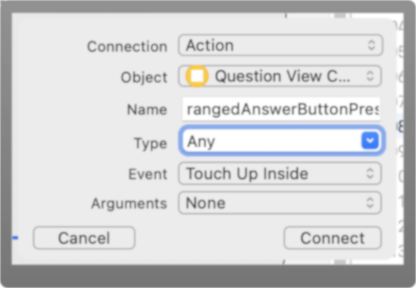 Connection Action
Object Question View C...
Name rangedAnswerButtonPres
Type Any
Event Touch Up Inside
Arguments None
Cancel Connect